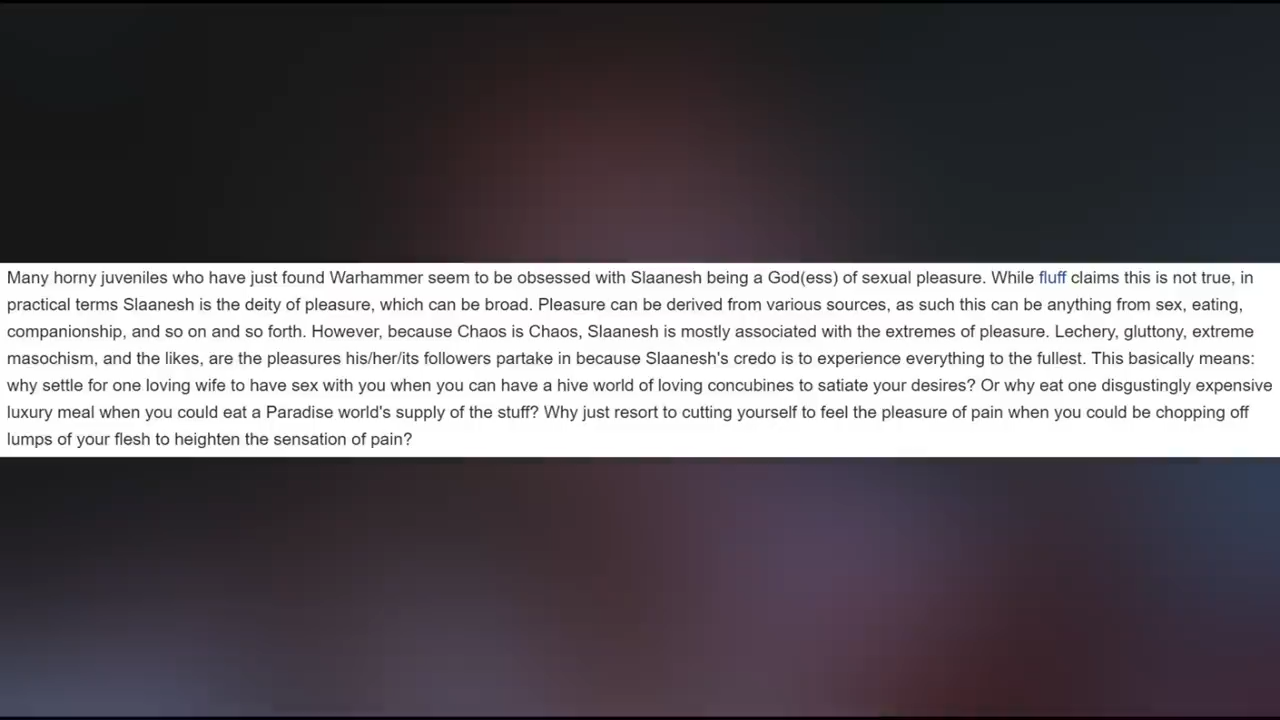 Many horny juveniles who have just found Warhammer seem to be obsessed with Slaanesh being a God(ess) of sexual pleasure. While fluff claims this is not true, in
practical terms Slaanesh is the deity of pleasure, which can be broad. Pleasure can be derived from various sources, as such this can be anything from sex, eating,
companionship, and so on and so forth. However, because Chaos is Chaos, Slaanesh is mostly associated with the extremes of pleasure. Lechery, gluttony, extreme
masochism, and the likes, are the pleasures his/her/its followers partake in because Slaanesh's credo is to experience everything to the fullest. This basically means:
why settle for one loving wife to have sex with you when you can have a hive world of loving concubines to satiate your desires? Or why eat one disgustingly expensive
luxury meal when you could eat a Paradise world's supply of the stuff? Why just resort to cutting yourself to feel the pleasure of pain when you could be chopping off
lumps of your flesh to heighten the sensation of pain?